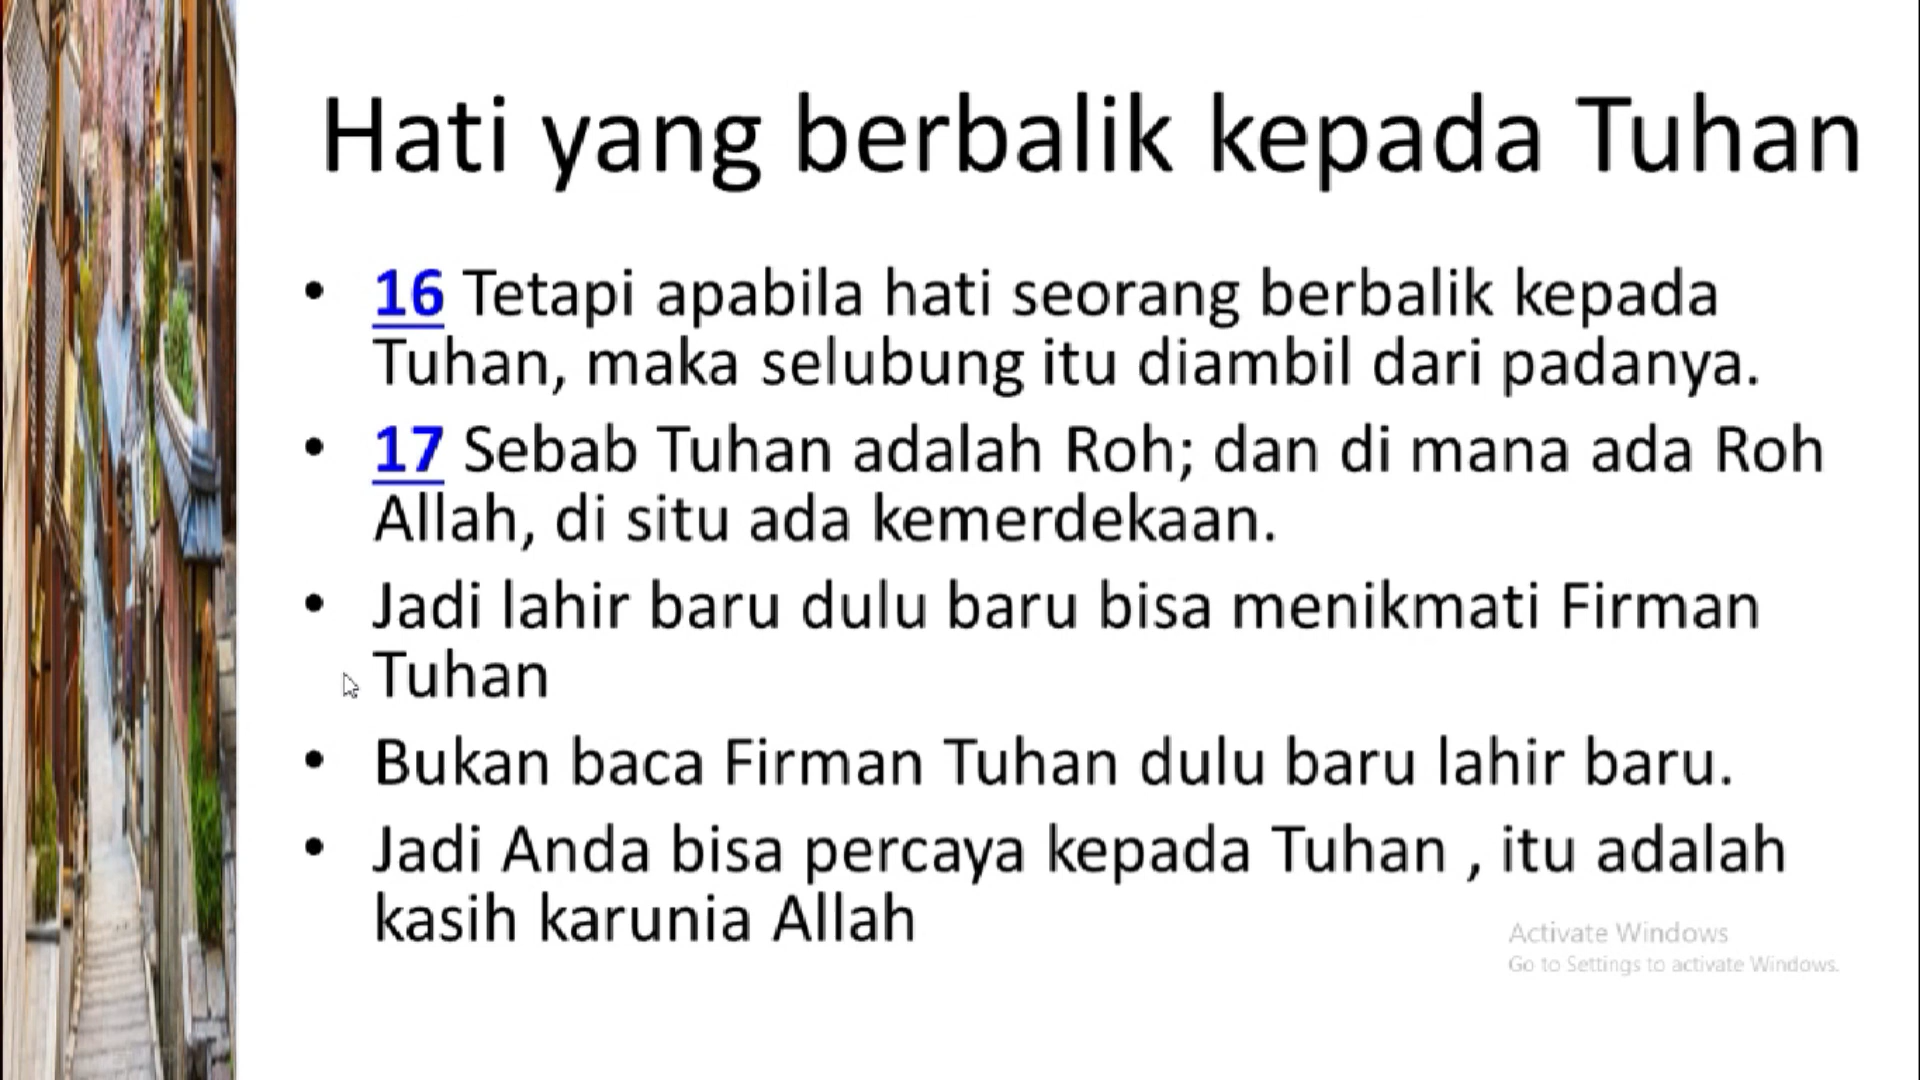 Hati yang berbalik kepada Tuhan
• 16 Tetapi apabila hati seorang berbalik kepada
Tuhan, maka selubung itu diambil dari padanya.
• 17 Sebab Tuhan adalah Roh; dan di mana ada Roh
Allah, di situ ada kemerdekaan.
• Jadi lahir baru dulu baru bisa menikmati Firman
Tuhan
• Bukan baca Firman Tuhan dulu baru lahir baru.
• Jadi Anda bisa percaya kepada Tuhan , itu adalah
kasih karunia Allah
Activate Windows
Go to Settings to activate Windows.